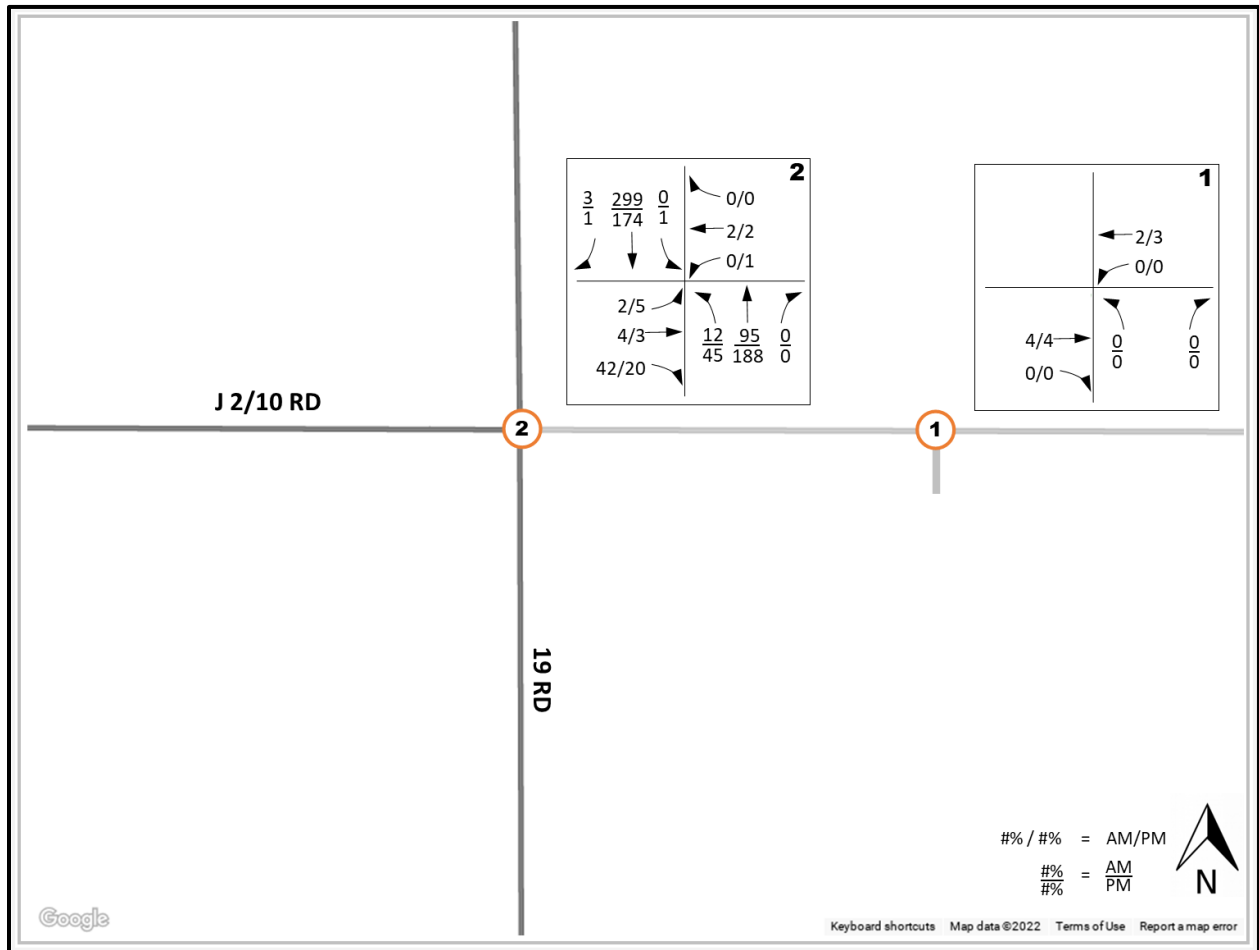 2
3 299 0
1 174 1
0/0
2/2
0/1
2/5
4/3
42/20
12 95 0
45 188 0
1
2/3
0/0
4/4
0/0
0 0
0 0
J 2/10 RD
2
1
19 RD
#% / #% = AM/PM
#% = AM
#% PM
N
Google
Keyboard shortcuts Map data ©2022 Terms of Use Report a map error